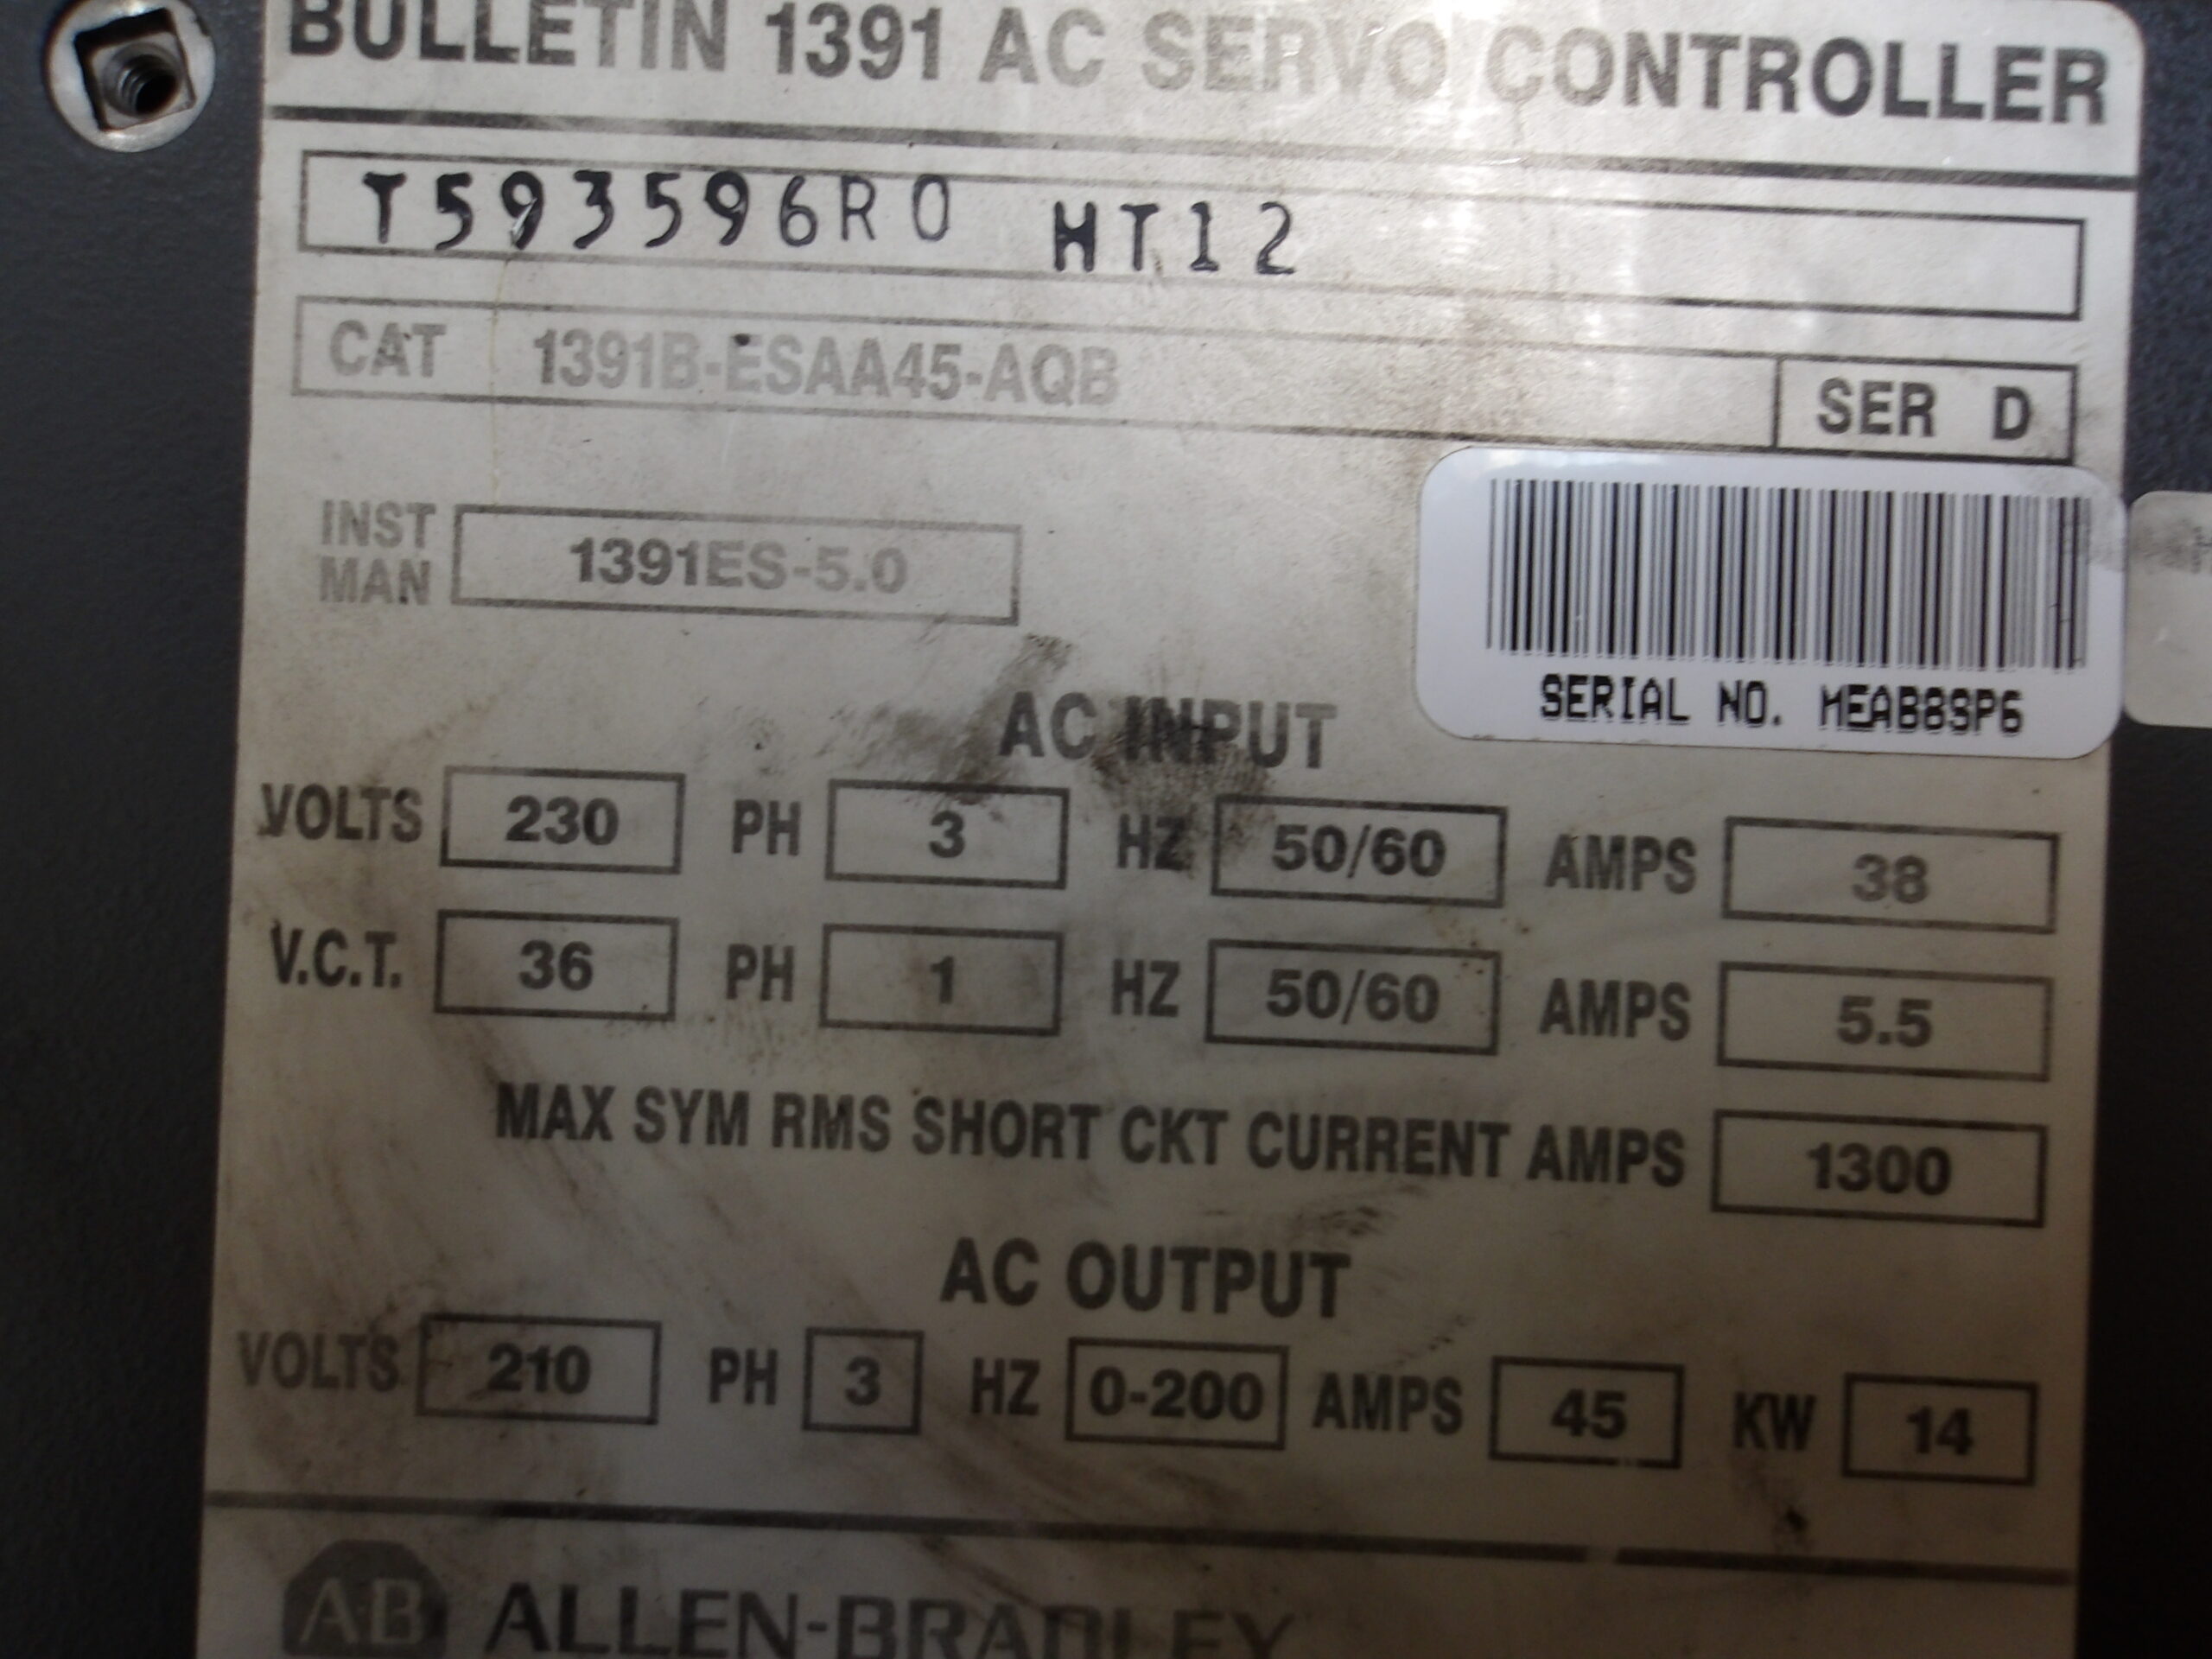 BULLETIN 1391 AC SERVO CONTROLLER
T593596R0 HT12
CAT 1391B-ESAA45-AQB SER D
INST MAN 1391ES-5.0
SERIAL NO. MEAB8SP6
AC INPUT
VOLTS 230 PH 3 HZ 50/60 AMPS 38
V.C.T. 36 PH 1 HZ 50/60 AMPS 5.5
MAX SYM RMS SHORT CKT CURRENT AMPS 1300
AC OUTPUT
VOLTS 210 PH 3 HZ 0-200 AMPS 45 KW 14
AB ALLEN-BRADLEY